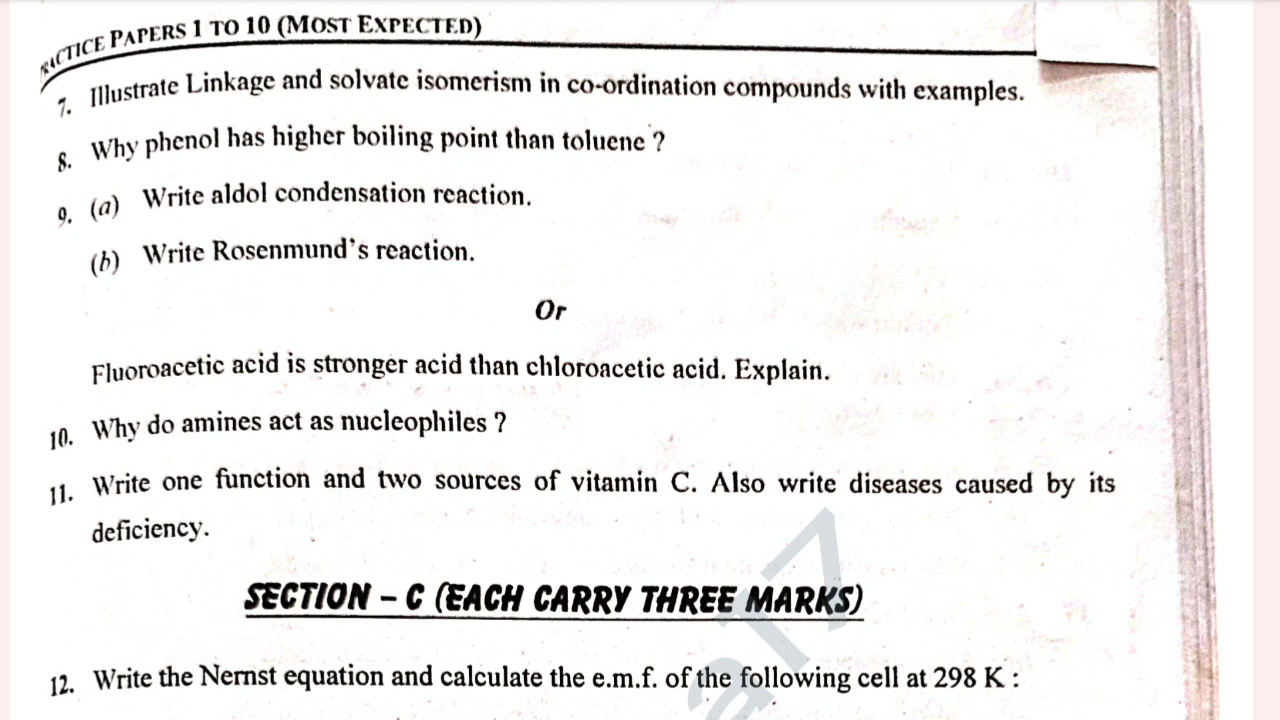 PRACTICE PAPERS 1 TO 10 (MOST EXPECTED)
7. Illustrate Linkage and solvate isomerism in co-ordination compounds with examples.
8. Why phenol has higher boiling point than toluene ?
9. (a) Write aldol condensation reaction.
(b) Write Rosenmund's reaction.
Or
Fluoroacetic acid is stronger acid than chloroacetic acid. Explain.
10. Why do amines act as nucleophiles ?
11. Write one function and two sources of vitamin C. Also write diseases caused by its
deficiency.
SECTION – C (EACH CARRY THREE MARKS)
12. Write the Nernst equation and calculate the e.m.f. of the following cell at 298 K :